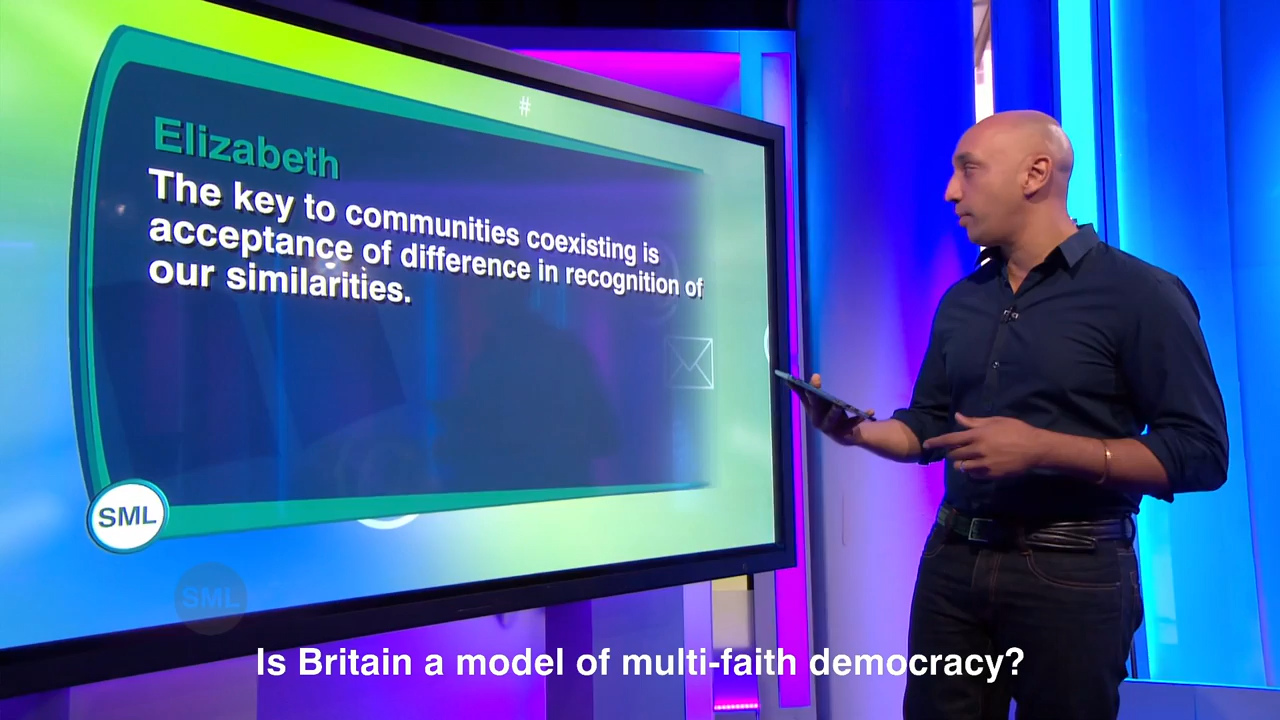 #
Elizabeth
The key to communities coexisting is
acceptance of difference in recognition of
our similarities.
SML
SML
Is Britain a model of multi-faith democracy?